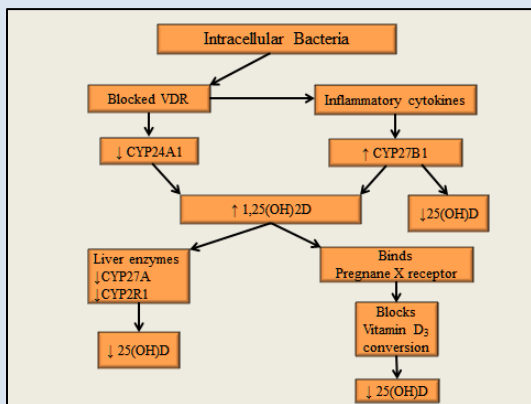 Intracellular Bacteria
Blocked VDR
Inflammatory cytokines
↓ CYP24A1
↑ CYP27B1
↑ 1,25(OH)2D
↓25(OH)D
Liver enzymes
↓CYP27A
↓CYP2R1
Binds
Pregnane X receptor
↓ 25(OH)D
Blocks
Vitamin D₃
conversion
↓ 25(OH)D